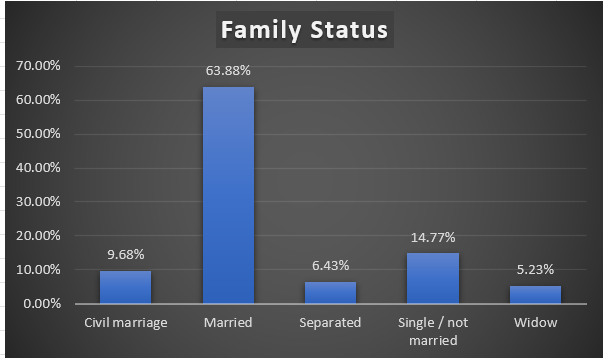 Family Status
70.00%
60.00%
50.00%
40.00%
30.00%
20.00%
10.00%
0.00%
9.68%
63.88%
6.43%
14.77%
5.23%
Civil marriage
Married
Separated
Single / not
married
Widow